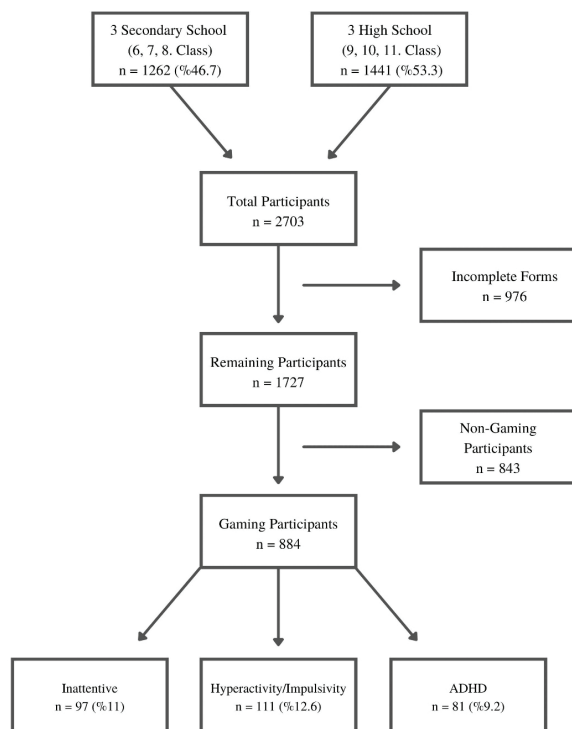 3 Secondary School
(6, 7, 8. Class)
n = 1262 (%46.7)
3 High School
(9, 10, 11. Class)
n = 1441 (%53.3)
Total Participants
n = 2703
Incomplete Forms
n = 976
Remaining Participants
n = 1727
Non-Gaming
Participants
n = 843
Gaming Participants
n = 884
Inattentive
n = 97 (%11)
Hyperactivity/Impulsivity
n = 111 (%12.6)
ADHD
n = 81 (%9.2)